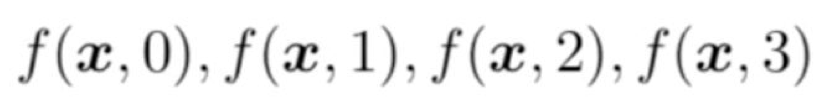 f(x, 0), f(x, 1), f(x, 2), f(x, 3)